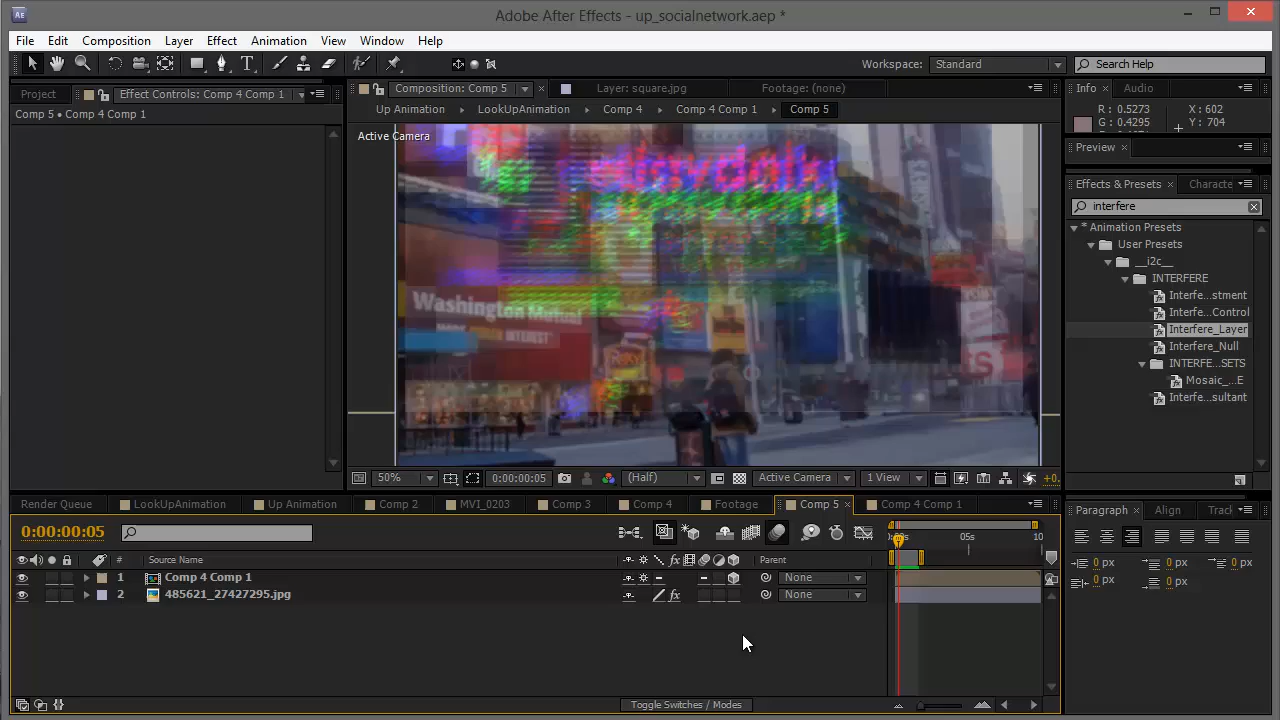 Adobe After Effects - up_socialnetwork.aep *
File Edit Composition Layer Effect Animation View Window Help
Workspace: Standard Search Help
Project Effect Controls: Comp 4 Comp 1 Composition: Comp 5 Layer: square.jpg Footage: (none) Info Audio
Comp 5 • Comp 4 Comp 1 Up Animation LookUpAnimation Comp 4 Comp 4 Comp 1 Comp 5
R : 0.5273 X : 602
G : 0.4295 Y : 704
Active Camera
Preview
Effects & Presets Characte
interfere
* Animation Presets
User Presets
__i2c__
INTERFERE
Interfe...stment
Interfe...Control
Interfere_Layer
Interfere_Null
INTERFE...SETS
Mosaic_...E
Interfe...sultant
Washington Mutual
INTEREST
50% 0:00:00:05 (Half) Active Camera 1 View +0.
Render Queue LookUpAnimation Up Animation Comp 2 MVI_0203 Comp 3 Comp 4 Footage Comp 5 Comp 4 Comp 1
Paragraph Align Track
0:00:00:05
05s 10
# Source Name fx Parent
1 Comp 4 Comp 1 None
2 485621_27427295.jpg fx None
0 px 0 px 0 px
0 px 0 px
Toggle Switches / Modes